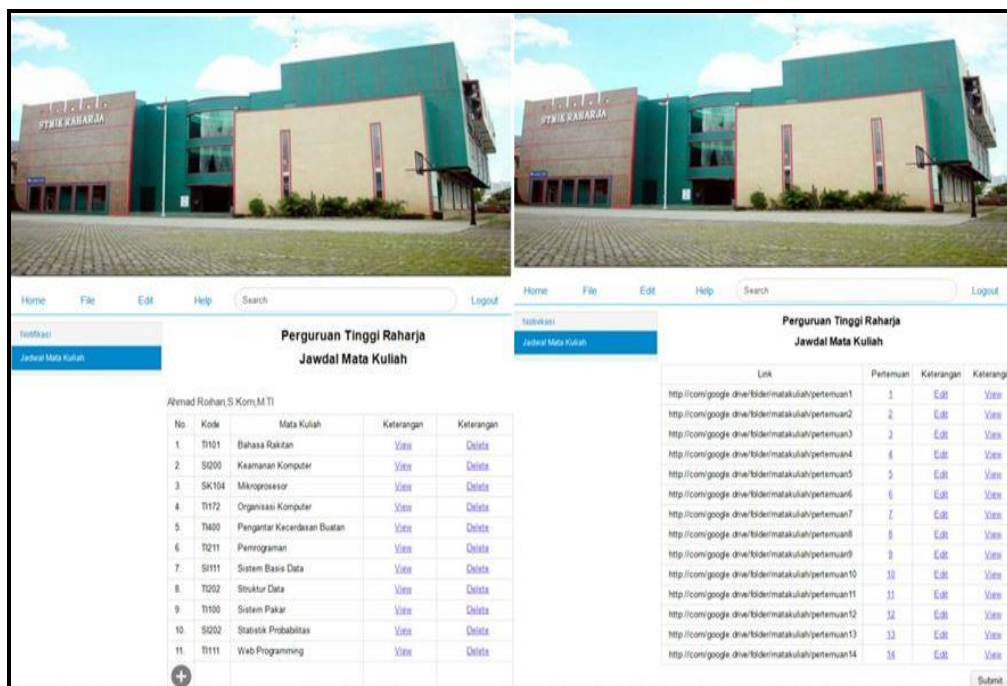 STMIK RAHARJA
Home File Edit Help Search Logout
Notifikasi
Jadwal Mata Kuliah
Perguruan Tinggi Raharja
Jawdal Mata Kuliah
Ahmad Roihan,S.Kom,M.TI
No. Kode Mata Kuliah Keterangan Keterangan
1. TI101 Bahasa Rakitan View Delete
2. SI200 Keamanan Komputer View Delete
3. SK104 Mikroprosesor View Delete
4. TI172 Organisasi Komputer View Delete
5. TI400 Pengantar Kecerdasan Buatan View Delete
6. TI211 Pemrograman View Delete
7. SI111 Sistem Basis Data View Delete
8. TI202 Struktur Data View Delete
9. TI100 Sistem Pakar View Delete
10. SI202 Statistik Probabilitas View Delete
11. TI111 Web Programming View Delete
STMIK RAHARJA
Home File Edit Help Search Logout
Notifikasi
Jadwal Mata Kuliah
Perguruan Tinggi Raharja
Jawdal Mata Kuliah
Link Pertemuan Keterangan Keterangan
http://com/google.drive/folder/matakuliah/pertemuan1 1 Edit View
http://com/google.drive/folder/matakuliah/pertemuan2 2 Edit View
http://com/google.drive/folder/matakuliah/pertemuan3 3 Edit View
http://com/google.drive/folder/matakuliah/pertemuan4 4 Edit View
http://com/google.drive/folder/matakuliah/pertemuan5 5 Edit View
http://com/google.drive/folder/matakuliah/pertemuan6 6 Edit View
http://com/google.drive/folder/matakuliah/pertemuan7 7 Edit View
http://com/google.drive/folder/matakuliah/pertemuan8 8 Edit View
http://com/google.drive/folder/matakuliah/pertemuan9 9 Edit View
http://com/google.drive/folder/matakuliah/pertemuan10 10 Edit View
http://com/google.drive/folder/matakuliah/pertemuan11 11 Edit View
http://com/google.drive/folder/matakuliah/pertemuan12 12 Edit View
http://com/google.drive/folder/matakuliah/pertemuan13 13 Edit View
http://com/google.drive/folder/matakuliah/pertemuan14 14 Edit View
Submit